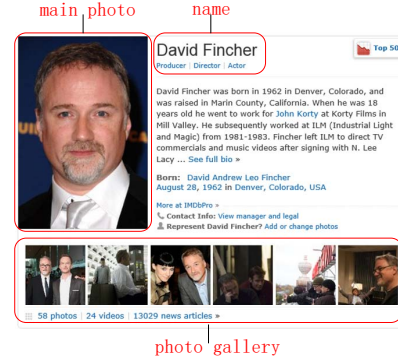 main photo
name
David Fincher
Producer | Director | Actor
Top 50
David Fincher was born in 1962 in Denver, Colorado, and
was raised in Marin County, California. When he was 18
years old he went to work for John Korty at Korty Films in
Mill Valley. He subsequently worked at ILM (Industrial Light
and Magic) from 1981-1983. Fincher left ILM to direct TV
commercials and music videos after signing with N. Lee
Lacy ... See full bio »
Born: David Andrew Leo Fincher
August 28, 1962 in Denver, Colorado, USA
More at IMDbPro »
Contact Info: View manager and legal
Represent David Fincher? Add or change photos
58 photos | 24 videos | 13029 news articles »
photo gallery